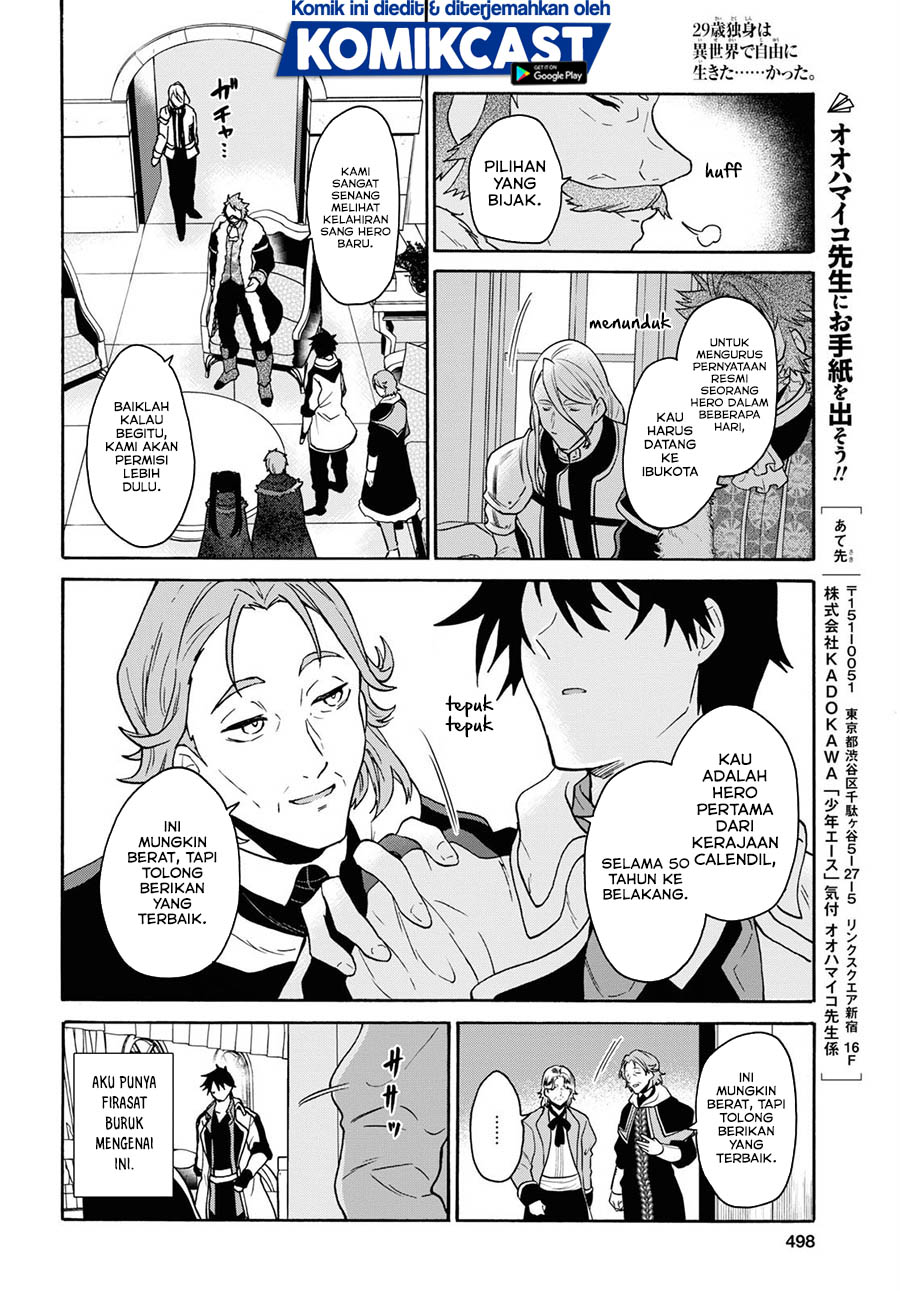 Komik ini diedit & diterjemahkan oleh
KOMIKCAST
GET IT ON
Google Play
29歳独身は
異世界で自由に
生きた……かった。
PILIHAN
YANG
BIJAK.
huff
menunduk
UNTUK
MENGURUS
PERNYATAAN
RESMI
SEORANG
HERO DALAM
BEBERAPA
HARI,
KAU
HARUS
DATANG
KE
IBUKOTA
ガチャ…
KAMI
SANGAT
SENANG
MELIHAT
KELAHIRAN
SANG HERO
BARU.
BAIKLAH
KALAU
BEGITU,
KAMI AKAN
PERMISI
LEBIH
DULU.
tepuk
tepuk
KAU
ADALAH
HERO
PERTAMA
DARI
KERAJAAN
CALENDIL,
SELAMA 50
TAHUN KE
BELAKANG.
INI
MUNGKIN
BERAT, TAPI
TOLONG
BERIKAN
YANG
TERBAIK.
INI
MUNGKIN
BERAT, TAPI
TOLONG
BERIKAN
YANG
TERBAIK.
……
ササッ
AKU PUNYA
FIRASAT
BURUK
MENGENAI
INI.
オオハマイコ先生にお手紙を出そう!!
あて先
〒151-0051 東京都渋谷区千駄ヶ谷5-27-5 リンクスクエア新宿 16F
株式会社KADOKAWA「少年エース」気付 オオハマイコ先生係
498